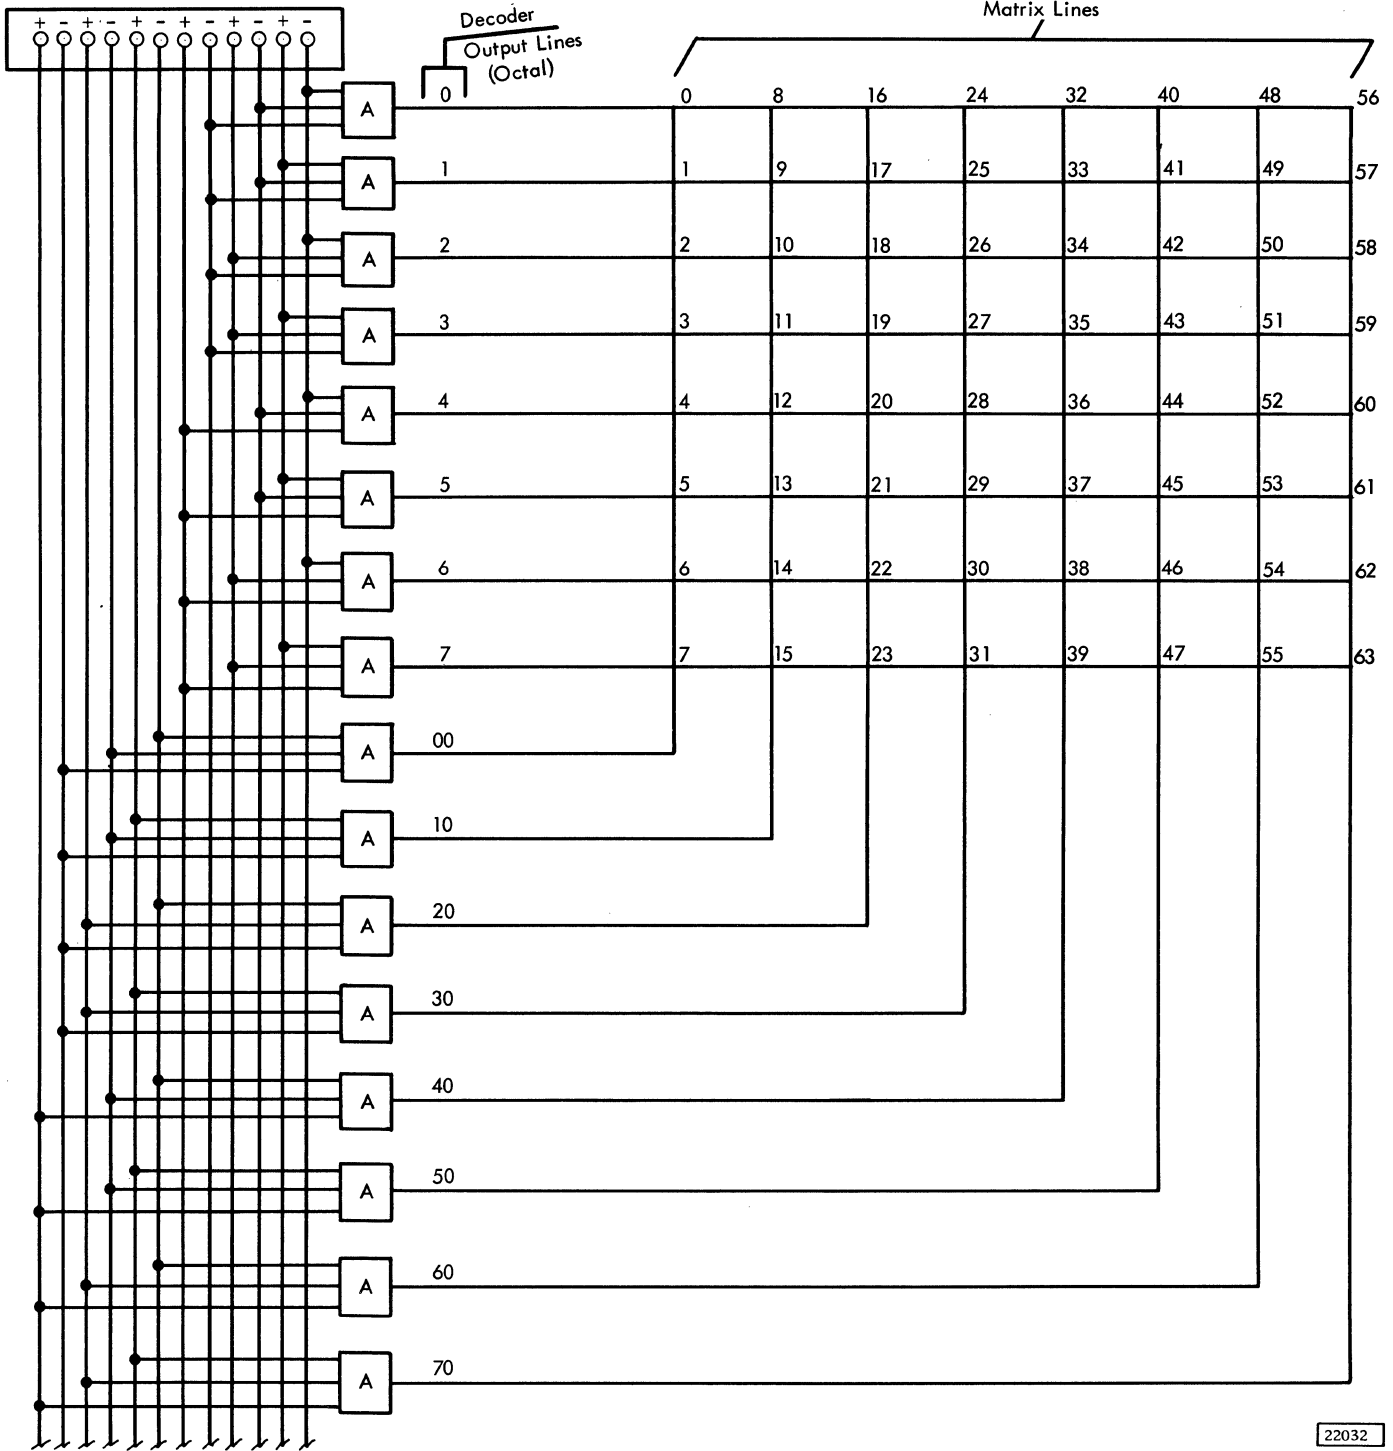 Matrix Lines
Decoder
Output Lines
(Octal)
+ - + - + - + - + - + -
A 0 0 8 16 24 32 40 48 56
A 1 1 9 17 25 33 41 49 57
A 2 2 10 18 26 34 42 50 58
A 3 3 11 19 27 35 43 51 59
A 4 4 12 20 28 36 44 52 60
A 5 5 13 21 29 37 45 53 61
A 6 6 14 22 30 38 46 54 62
A 7 7 15 23 31 39 47 55 63
A 00
A 10
A 20
A 30
A 40
A 50
A 60
A 70
22032